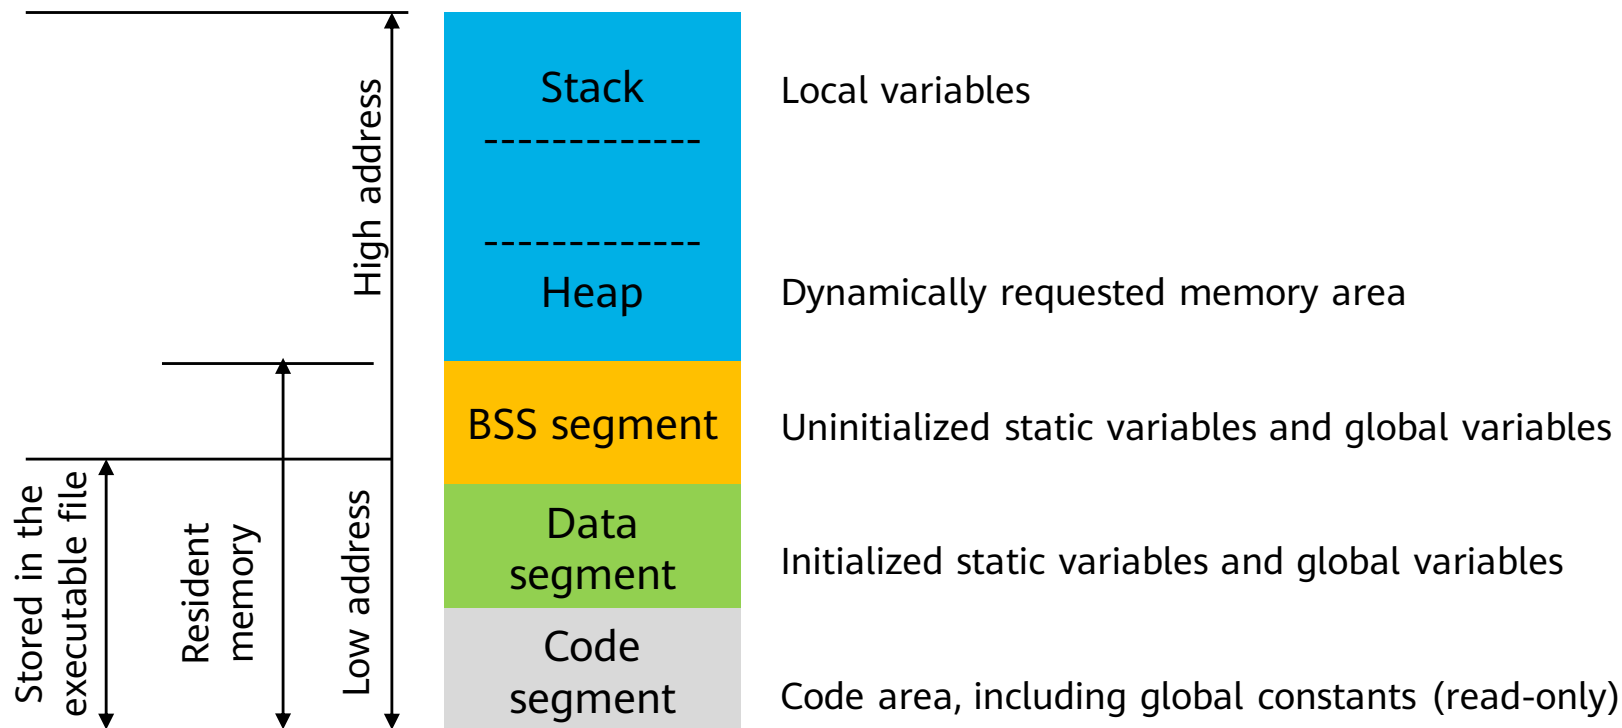 Stack
Local variables
High address
Heap
Dynamically requested memory area
BSS segment
Uninitialized static variables and global variables
Stored in the
executable file
Resident
memory
Low address
Data
segment
Initialized static variables and global variables
Code
segment
Code area, including global constants (read-only)